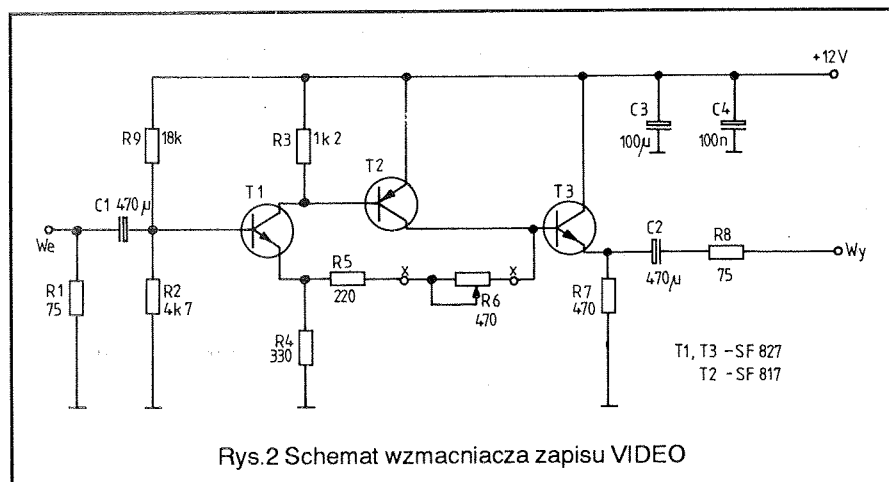 +12V
R9 18k
R3 1k2
C3 100µ
C4 100n
T2
T1
T3
C1 470µ
We
C2 470µ
R8 75
Wy
R5 220
x x
R6 470
R1 75
R2 4k7
R4 330
R7 470
T1, T3 – SF 827
T2 - SF 817
Rys.2 Schemat wzmacniacza zapisu VIDEO